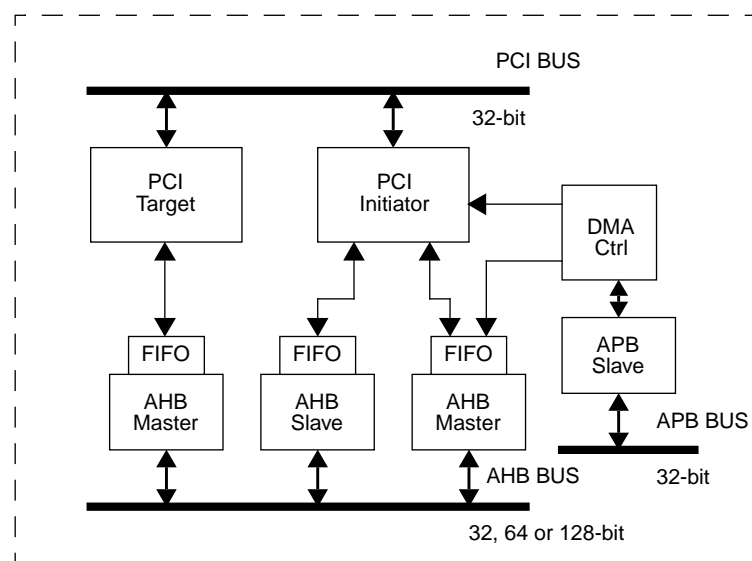 PCI BUS
32-bit
PCI
Target
PCI
Initiator
DMA
Ctrl
FIFO
FIFO
FIFO
APB
Slave
AHB
Master
AHB
Slave
AHB
Master
APB BUS
AHB BUS
32-bit
32, 64 or 128-bit